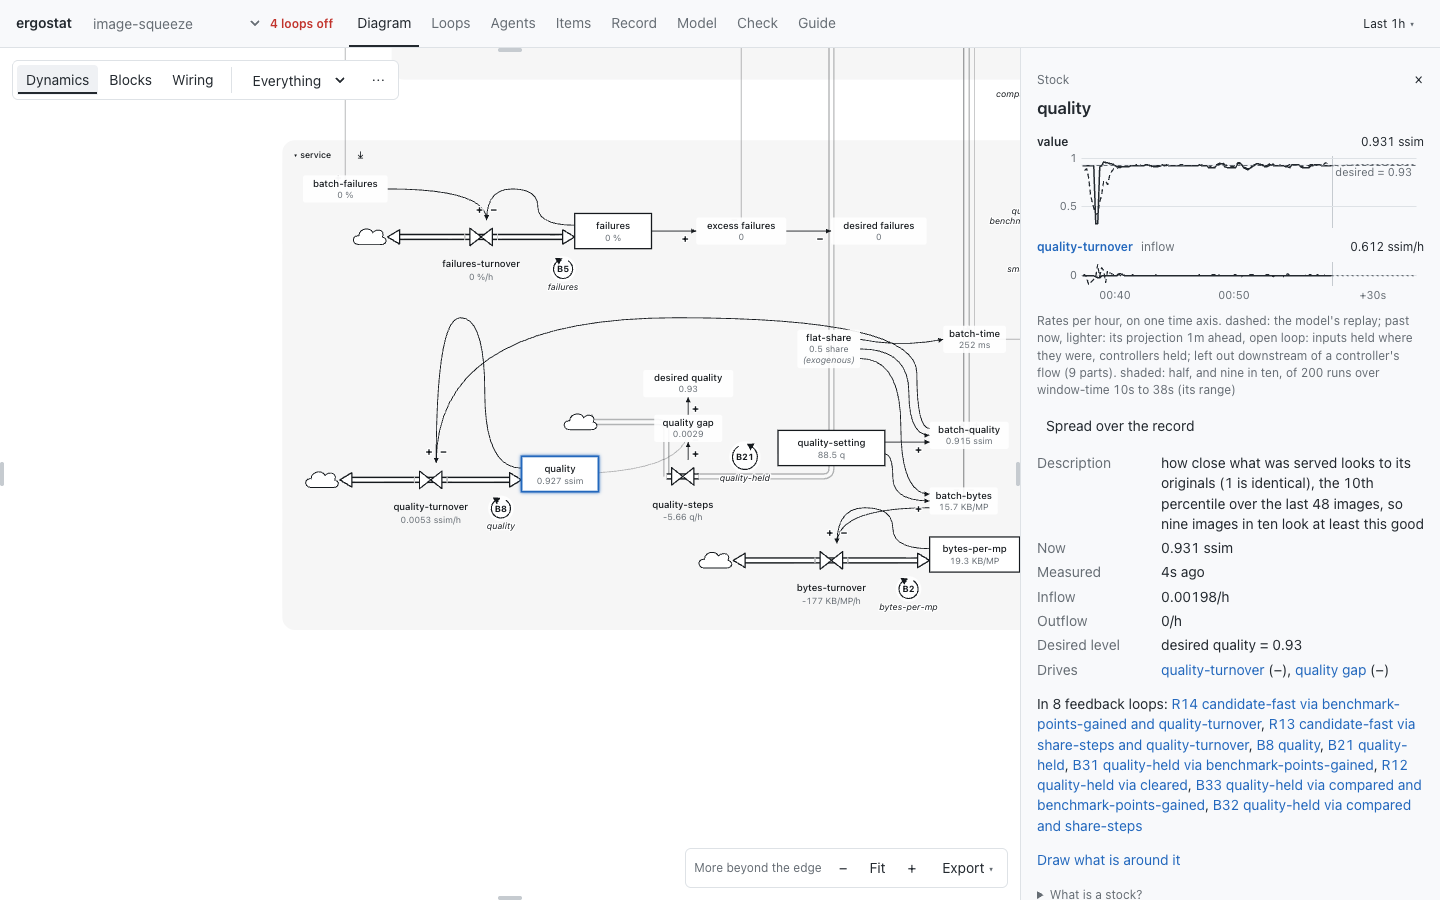 ergostat
image-squeeze
4 loops off
Diagram
Loops
Agents
Items
Record
Model
Check
Guide
Last 1h
Dynamics
Blocks
Wiring
Everything
...
comp
service
batch-failures
0 %
+
−
failures
0 %
+
excess failures
0
−
desired failures
0
failures-turnover
0 %/h
B5
failures
flat-share
0.5 share
(exogenous)
batch-time
252 ms
desired quality
0.93
+
quality gap
0.0029
+
quality-setting
88.5 q
batch-quality
0.915 ssim
+
B21
quality-held
+
−
quality
0.927 ssim
quality-turnover
0.0053 ssim/h
B8
quality
quality-steps
-5.66 q/h
batch-bytes
15.7 KB/MP
+
+
−
bytes-per-mp
19.3 KB/MP
bytes-turnover
-177 KB/MP/h
B2
bytes-per-mp
More beyond the edge
−
Fit
+
Export
Stock
×
quality
value
0.931 ssim
1
desired = 0.93
0.5
quality-turnover inflow
0.612 ssim/h
0
00:40
00:50
+30s
Rates per hour, on one time axis. dashed: the model's replay; past
now, lighter: its projection 1m ahead, open loop: inputs held where
they were, controllers held; left out downstream of a controller's
flow (9 parts). shaded: half, and nine in ten, of 200 runs over
window-time 10s to 38s (its range)
Spread over the record
Description
how close what was served looks to its
originals (1 is identical), the 10th
percentile over the last 48 images, so
nine images in ten look at least this good
Now
0.931 ssim
Measured
4s ago
Inflow
0.00198/h
Outflow
0/h
Desired level
desired quality = 0.93
Drives
quality-turnover (−), quality gap (−)
In 8 feedback loops: R14 candidate-fast via benchmark-
points-gained and quality-turnover, R13 candidate-fast via
share-steps and quality-turnover, B8 quality, B21 quality-
held, B31 quality-held via benchmark-points-gained, R12
quality-held via cleared, B33 quality-held via compared and
benchmark-points-gained, B32 quality-held via compared
and share-steps
Draw what is around it
What is a stock?